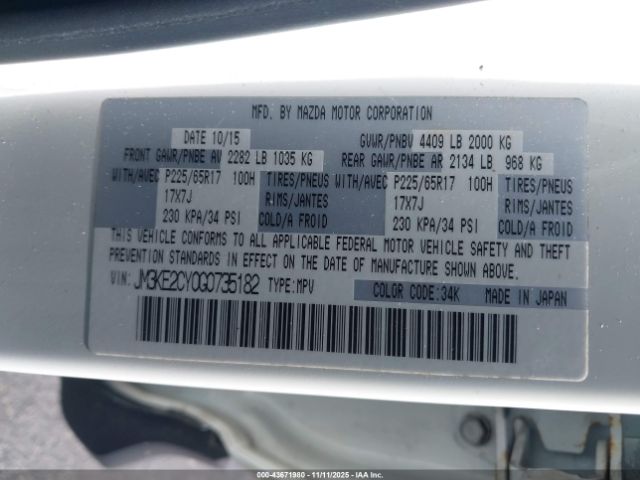 MFD. BY MAZDA MOTOR CORPORATION
DATE 10/15 GVWR/PNBV 4409 LB 2000 KG
FRONT GAWR/PNBE AV 2282 LB 1035 KG REAR GAWR/PNBE AR 2134 LB 968 KG
WITH/AVEC P225/65R17 100H TIRES/PNEUS WITH/AVEC P225/65R17 100H TIRES/PNEUS
17X7J RIMS/JANTES 17X7J RIMS/JANTES
230 KPA/34 PSI COLD/A FROID 230 KPA/34 PSI COLD/A FROID
THIS VEHICLE CONFORMS TO ALL APPLICABLE FEDERAL MOTOR VEHICLE SAFETY AND THEFT
PREVENTION STANDARDS IN EFFECT ON THE DATE OF MANUFACTURE SHOWN ABOVE.
VIN: JM3KE2CY0G0735182 TYPE:MPV COLOR CODE:34K MADE IN JAPAN
000-43671980 - 11/11/2025 - IAAI.COM